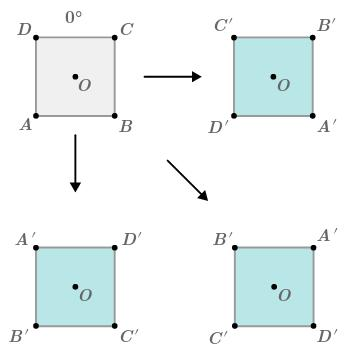 0°
D C C′ B′
O O
A B D′ A′
A′ D′ B′ A′
O O
B′ C′ C′ D′